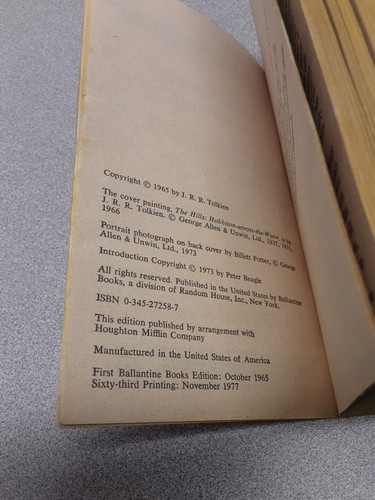 Copyright © 1965 by J. R. R. Tolkien
The cover painting, The Hills: Hobbiton-across-the-Water, is by
J. R. R. Tolkien. © George Allen & Unwin, Ltd., 1937, 1951,
1966
Portrait photograph on back cover by Billett Potter, © George
Allen & Unwin, Ltd., 1973
Introduction Copyright © 1973 by Peter Beagle
All rights reserved. Published in the United States by Ballantine
Books, a division of Random House, Inc., New York.
ISBN 0-345-27258-7
This edition published by arrangement with
Houghton Mifflin Company
Manufactured in the United States of America
First Ballantine Books Edition: October 1965
Sixty-third Printing: November 1977